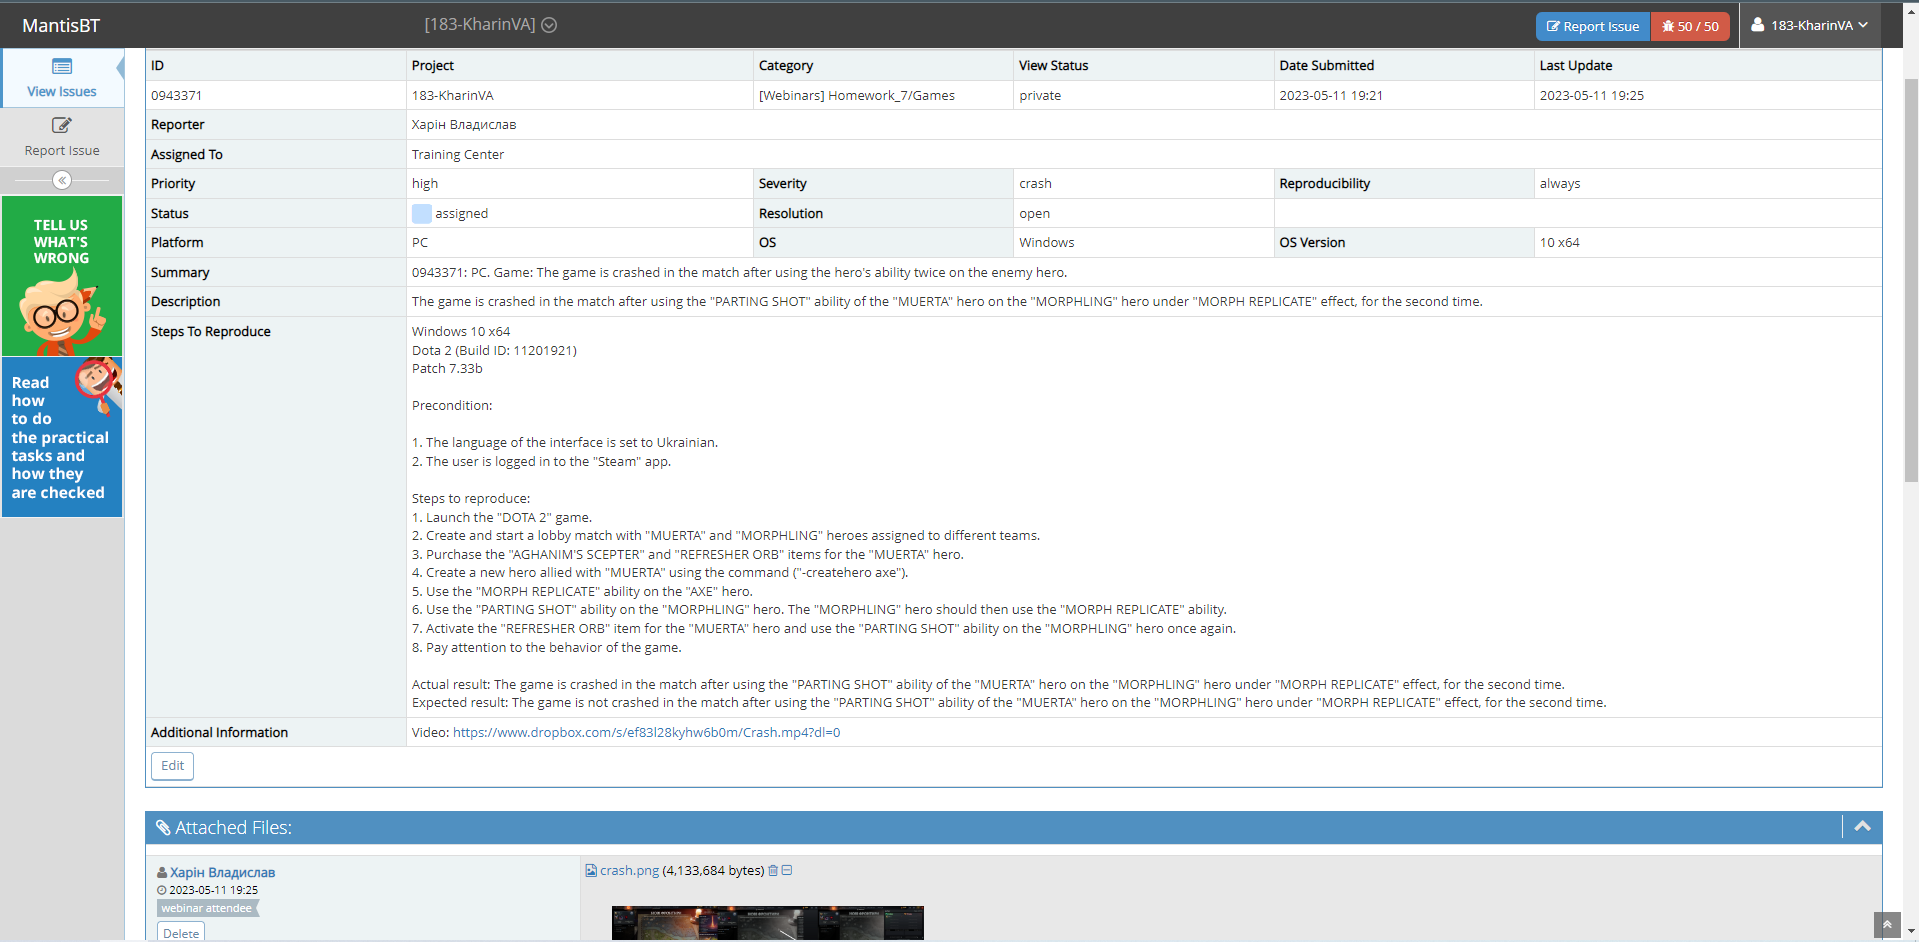 MantisBT
[183-KharinVA]
Report Issue
50 / 50
183-KharinVA
View Issues
Report Issue
TELL US
WHAT'S
WRONG
Read
how
to do
the practical
tasks and
how they
are checked
ID Project Category View Status Date Submitted Last Update
0943371 183-KharinVA [Webinars] Homework_7/Games private 2023-05-11 19:21 2023-05-11 19:25
Reporter Харін Владислав
Assigned To Training Center
Priority high Severity crash Reproducibility always
Status assigned Resolution open
Platform PC OS Windows OS Version 10 x64
Summary 0943371: PC. Game: The game is crashed in the match after using the hero's ability twice on the enemy hero.
Description The game is crashed in the match after using the "PARTING SHOT" ability of the "MUERTA" hero on the "MORPHLING" hero under "MORPH REPLICATE" effect, for the second time.
Steps To Reproduce Windows 10 x64
Dota 2 (Build ID: 11201921)
Patch 7.33b
Precondition:
1. The language of the interface is set to Ukrainian.
2. The user is logged in to the "Steam" app.
Steps to reproduce:
1. Launch the "DOTA 2" game.
2. Create and start a lobby match with "MUERTA" and "MORPHLING" heroes assigned to different teams.
3. Purchase the "AGHANIM'S SCEPTER" and "REFRESHER ORB" items for the "MUERTA" hero.
4. Create a new hero allied with "MUERTA" using the command ("-createhero axe").
5. Use the "MORPH REPLICATE" ability on the "AXE" hero.
6. Use the "PARTING SHOT" ability on the "MORPHLING" hero. The "MORPHLING" hero should then use the "MORPH REPLICATE" ability.
7. Activate the "REFRESHER ORB" item for the "MUERTA" hero and use the "PARTING SHOT" ability on the "MORPHLING" hero once again.
8. Pay attention to the behavior of the game.
Actual result: The game is crashed in the match after using the "PARTING SHOT" ability of the "MUERTA" hero on the "MORPHLING" hero under "MORPH REPLICATE" effect, for the second time.
Expected result: The game is not crashed in the match after using the "PARTING SHOT" ability of the "MUERTA" hero on the "MORPHLING" hero under "MORPH REPLICATE" effect, for the second time.
Additional Information Video: https://www.dropbox.com/s/ef83l28kyhw6b0m/Crash.mp4?dl=0
Edit
Attached Files:
Харін Владислав
2023-05-11 19:25
webinar attendee
Delete
crash.png (4,133,684 bytes)